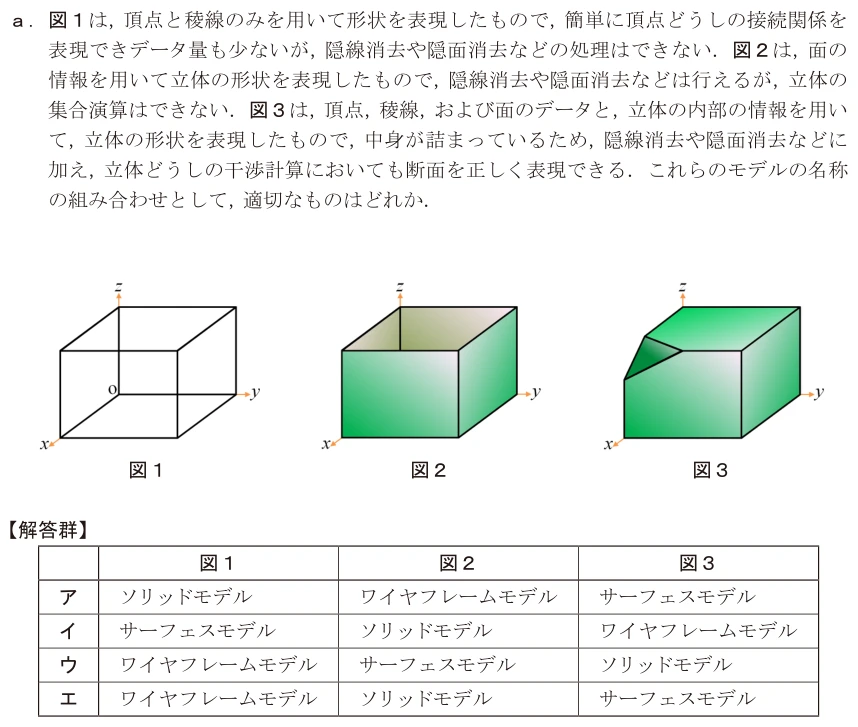 a．図1は，頂点と稜線のみを用いて形状を表現したもので，簡単に頂点どうしの接続関係を
表現できデータ量も少ないが，隠線消去や隠面消去などの処理はできない．図2は，面の
情報を用いて立体の形状を表現したもので，隠線消去や隠面消去などは行えるが，立体の
集合演算はできない．図3は，頂点，稜線，および面のデータと，立体の内部の情報を用い
て，立体の形状を表現したもので，中身が詰まっているため，隠線消去や隠面消去などに
加え，立体どうしの干渉計算においても断面を正しく表現できる．これらのモデルの名称
の組み合わせとして，適切なものはどれか．
z z z
o
y y y
x x x
図1 図2 図3
【解答群】
図1 図2 図3
ア ソリッドモデル ワイヤフレームモデル サーフェスモデル
イ サーフェスモデル ソリッドモデル ワイヤフレームモデル
ウ ワイヤフレームモデル サーフェスモデル ソリッドモデル
エ ワイヤフレームモデル ソリッドモデル サーフェスモデル